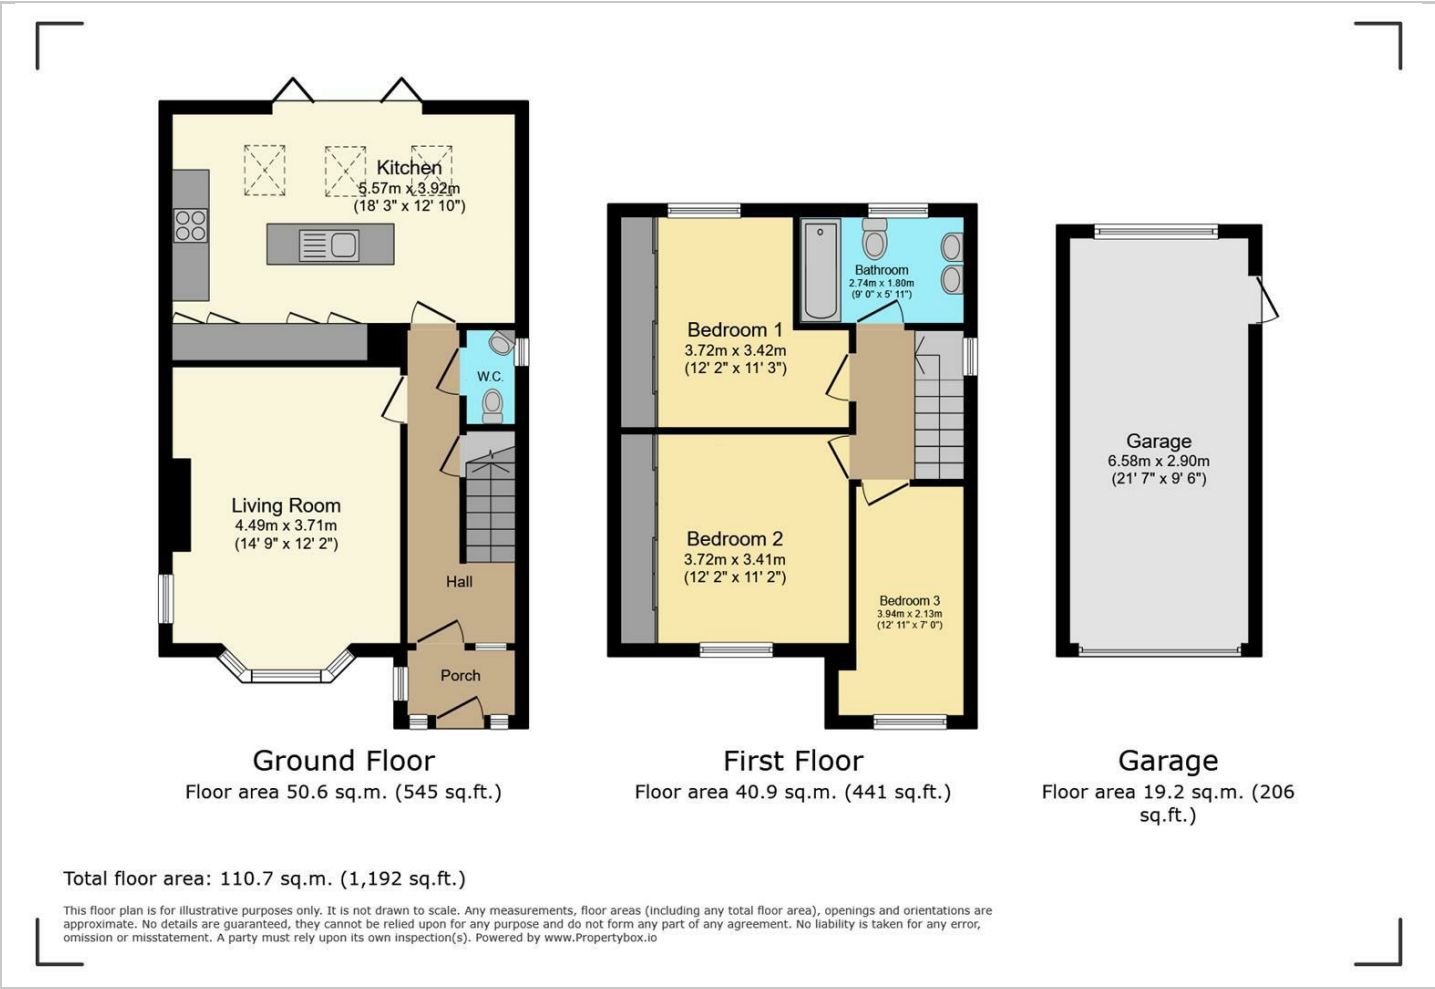 Kitchen
5.57m x 3.92m
(18' 3" x 12' 10")
W.C.
Living Room
4.49m x 3.71m
(14' 9" x 12' 2")
Hall
Porch
Bathroom
2.74m x 1.80m
(9' 0" x 5' 11")
Bedroom 1
3.72m x 3.42m
(12' 2" x 11' 3")
Bedroom 2
3.72m x 3.41m
(12' 2" x 11' 2")
Bedroom 3
3.94m x 2.13m
(12' 11" x 7' 0")
Garage
6.58m x 2.90m
(21' 7" x 9' 6")
Ground Floor
Floor area 50.6 sq.m. (545 sq.ft.)
First Floor
Floor area 40.9 sq.m. (441 sq.ft.)
Garage
Floor area 19.2 sq.m. (206
sq.ft.)
Total floor area: 110.7 sq.m. (1,192 sq.ft.)
This floor plan is for illustrative purposes only. It is not drawn to scale. Any measurements, floor areas (including any total floor area), openings and orientations are
approximate. No details are guaranteed, they cannot be relied upon for any purpose and do not form any part of any agreement. No liability is taken for any error,
omission or misstatement. A party must rely upon its own inspection(s). Powered by www.Propertybox.io